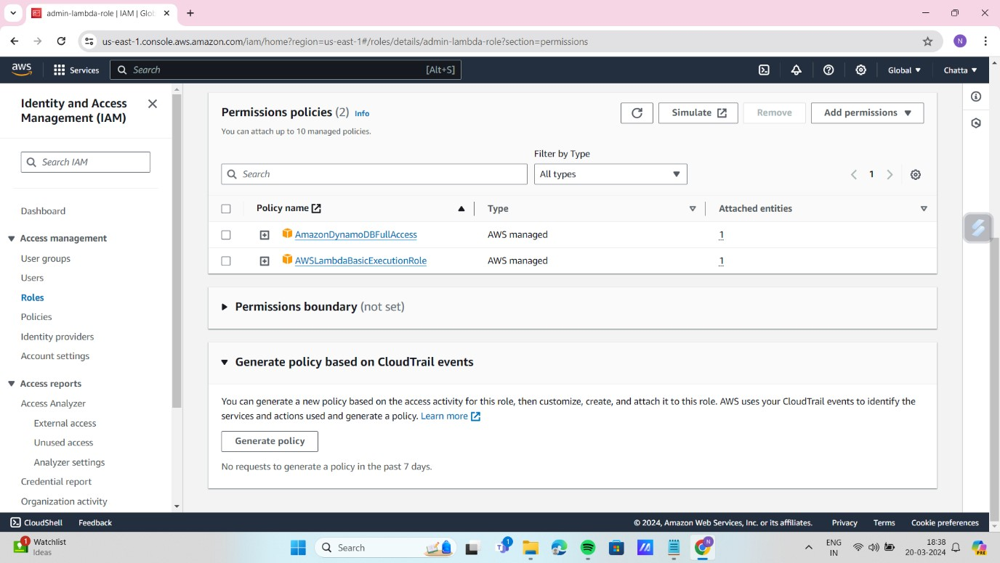 admin-lambda-role | IAM | Glob
us-east-1.console.aws.amazon.com/iam/home?region=us-east-1#/roles/details/admin-lambda-role?section=permissions
N
aws
Services
Search
[Alt+S]
Global
Chatta
Identity and Access
Management (IAM)
Search IAM
Dashboard
Access management
User groups
Users
Roles
Policies
Identity providers
Account settings
Access reports
Access Analyzer
External access
Unused access
Analyzer settings
Credential report
Organization activity
Permissions policies (2) Info
You can attach up to 10 managed policies.
Simulate
Remove
Add permissions
Filter by Type
Search
All types
1
Policy name
Type
Attached entities
AmazonDynamoDBFullAccess
AWS managed
1
AWSLambdaBasicExecutionRole
AWS managed
1
Permissions boundary (not set)
Generate policy based on CloudTrail events
You can generate a new policy based on the access activity for this role, then customize, create, and attach it to this role. AWS uses your CloudTrail events to identify the
services and actions used and generate a policy. Learn more
Generate policy
No requests to generate a policy in the past 7 days.
CloudShell
Feedback
© 2024, Amazon Web Services, Inc. or its affiliates.
Privacy
Terms
Cookie preferences
1
Watchlist
Ideas
Search
1
N
ENG
IN
18:38
20-03-2024
PRE